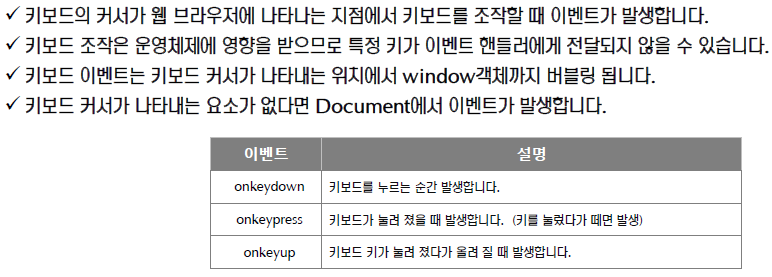 ✓ 키보드의 커서가 웹 브라우저에 나타나는 지점에서 키보드를 조작할 때 이벤트가 발생합니다.
✓ 키보드 조작은 운영체제에 영향을 받으므로 특정 키가 이벤트 핸들러에게 전달되지 않을 수 있습니다.
✓ 키보드 이벤트는 키보드 커서가 나타내는 위치에서 window객체까지 버블링 됩니다.
✓ 키보드 커서가 나타내는 요소가 없다면 Document에서 이벤트가 발생합니다.
이벤트 설명
onkeydown 키보드를 누르는 순간 발생합니다.
onkeypress 키보드가 눌려 졌을 때 발생합니다. (키를 눌렀다가 떼면 발생)
onkeyup 키보드 키가 눌려 졌다가 올려 질 때 발생합니다.